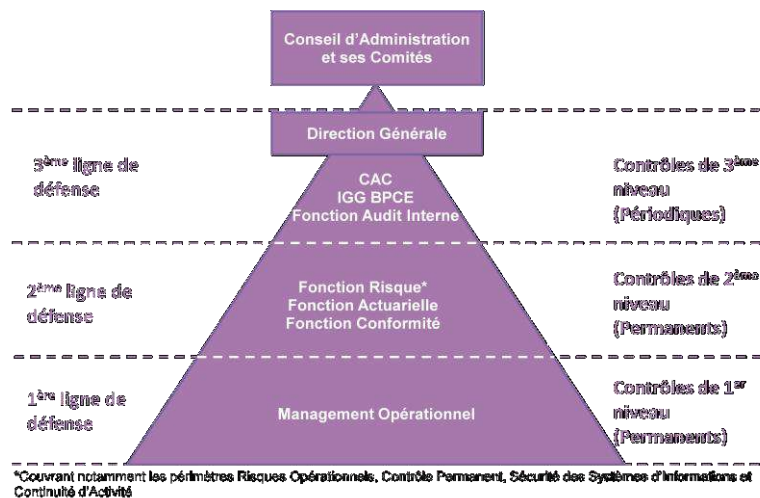 Conseil d'Administration
et ses Comités
Direction Générale
3ème ligne de
défense
CAC
IGG BPCE
Fonction Audit Interne
Contrôles de 3ème
niveau
(Périodiques)
2ème ligne de
défense
Fonction Risque*
Fonction Actuarielle
Fonction Conformité
Contrôles de 2ème
niveau
(Permanents)
1ère ligne de
défense
Management Opérationnel
Contrôles de 1er
niveau
(Permanents)
*Couvrant notamment les périmètres Risques Opérationnels, Contrôle Permanent, Sécurité des Systèmes d'Informations et
Continuité d'Activité